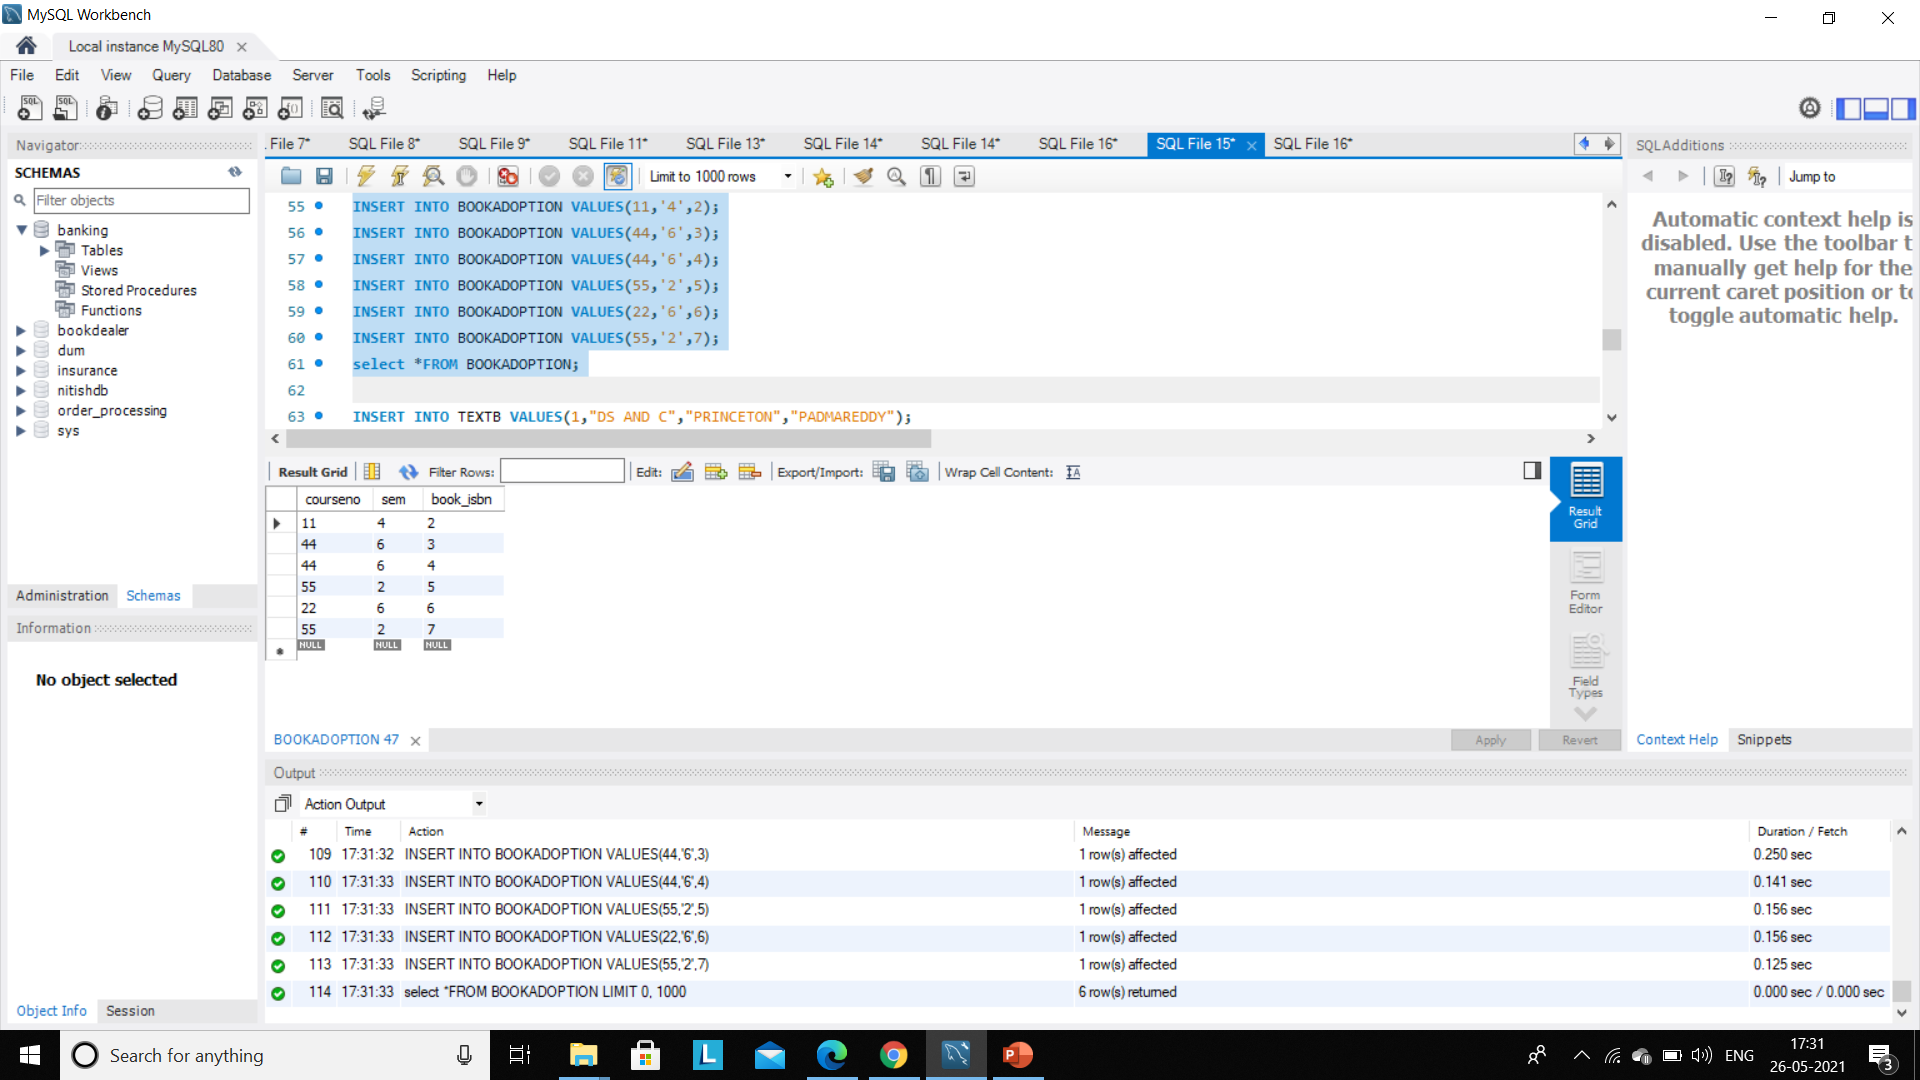 MySQL Workbench
Local instance MySQL80
File Edit View Query Database Server Tools Scripting Help
Navigator
SCHEMAS
Filter objects
banking
Tables
Views
Stored Procedures
Functions
bookdealer
dum
insurance
nitishdb
order_processing
sys
Administration Schemas
Information
No object selected
Object Info Session
File 7* SQL File 8* SQL File 9* SQL File 11* SQL File 13* SQL File 14* SQL File 14* SQL File 16* SQL File 15* SQL File 16*
Limit to 1000 rows
55 INSERT INTO BOOKADOPTION VALUES(11,'4',2);
56 INSERT INTO BOOKADOPTION VALUES(44,'6',3);
57 INSERT INTO BOOKADOPTION VALUES(44,'6',4);
58 INSERT INTO BOOKADOPTION VALUES(55,'2',5);
59 INSERT INTO BOOKADOPTION VALUES(22,'6',6);
60 INSERT INTO BOOKADOPTION VALUES(55,'2',7);
61 select *FROM BOOKADOPTION;
62
63 INSERT INTO TEXTB VALUES(1,"DS AND C","PRINCETON","PADMAREDDY");
Result Grid Filter Rows: Edit: Export/Import: Wrap Cell Content:
courseno sem book_isbn
11 4 2
44 6 3
44 6 4
55 2 5
22 6 6
55 2 7
NULL NULL NULL
Result
Grid
Form
Editor
Field
Types
BOOKADOPTION 47
Apply Revert
SQLAdditions
Jump to
Automatic context help is
disabled. Use the toolbar t
manually get help for the
current caret position or to
toggle automatic help.
Context Help Snippets
Output
Action Output
# Time Action Message Duration / Fetch
109 17:31:32 INSERT INTO BOOKADOPTION VALUES(44,'6',3) 1 row(s) affected 0.250 sec
110 17:31:33 INSERT INTO BOOKADOPTION VALUES(44,'6',4) 1 row(s) affected 0.141 sec
111 17:31:33 INSERT INTO BOOKADOPTION VALUES(55,'2',5) 1 row(s) affected 0.156 sec
112 17:31:33 INSERT INTO BOOKADOPTION VALUES(22,'6',6) 1 row(s) affected 0.156 sec
113 17:31:33 INSERT INTO BOOKADOPTION VALUES(55,'2',7) 1 row(s) affected 0.125 sec
114 17:31:33 select *FROM BOOKADOPTION LIMIT 0, 1000 6 row(s) returned 0.000 sec / 0.000 sec
Search for anything
ENG
17:31
26-05-2021
3